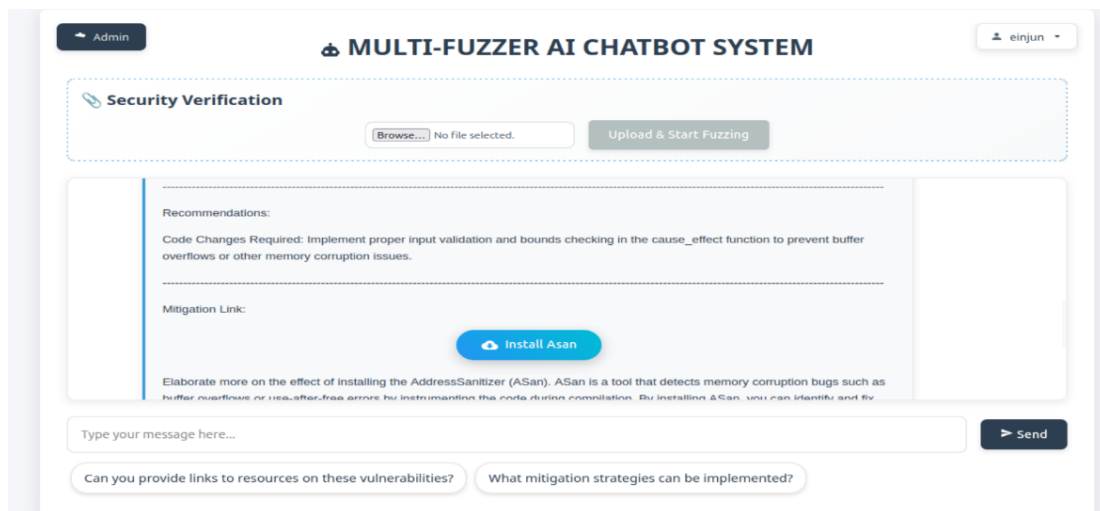 Admin
MULTI-FUZZER AI CHATBOT SYSTEM
einjun
Security Verification
Browse... No file selected.
Upload & Start Fuzzing
Recommendations:
Code Changes Required: Implement proper input validation and bounds checking in the cause_effect function to prevent buffer
overflows or other memory corruption issues.
Mitigation Link:
Install Asan
Elaborate more on the effect of installing the AddressSanitizer (ASan). ASan is a tool that detects memory corruption bugs such as
buffer overflows or use-after-free errors by instrumenting the code during compilation. By installing ASan, you can identify and fix
Type your message here...
Send
Can you provide links to resources on these vulnerabilities?
What mitigation strategies can be implemented?